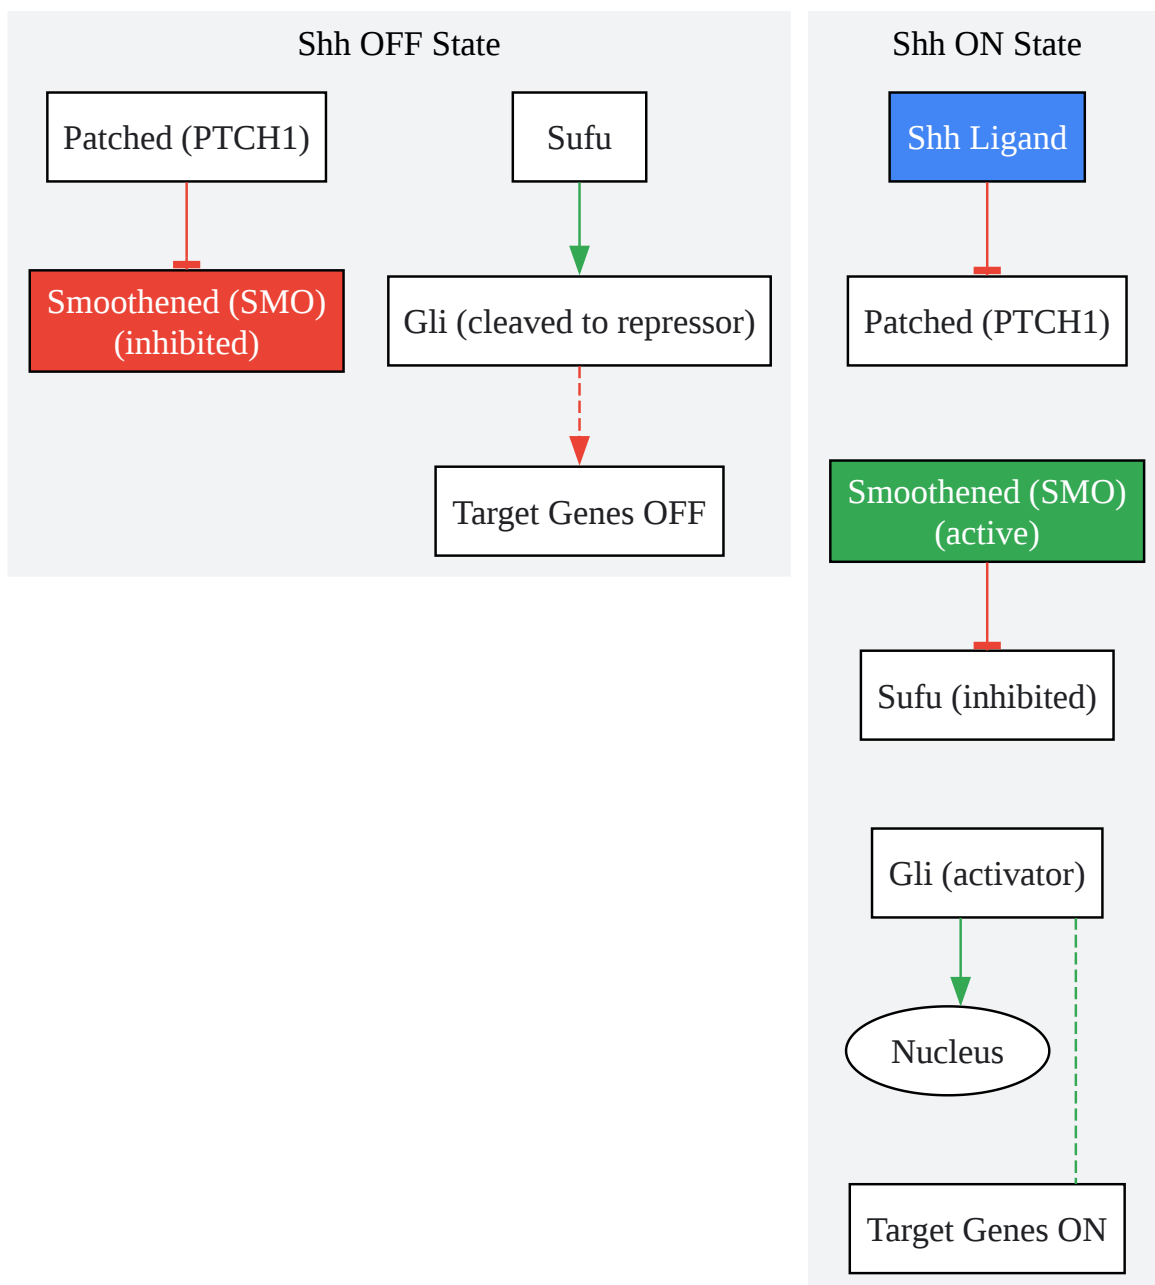 Shh OFF State
Patched (PTCH1)
Sufu
Smoothened (SMO)
(inhibited)
Gli (cleaved to repressor)
Target Genes OFF
Shh ON State
Shh Ligand
Patched (PTCH1)
Smoothened (SMO)
(active)
Sufu (inhibited)
Gli (activator)
Nucleus
Target Genes ON